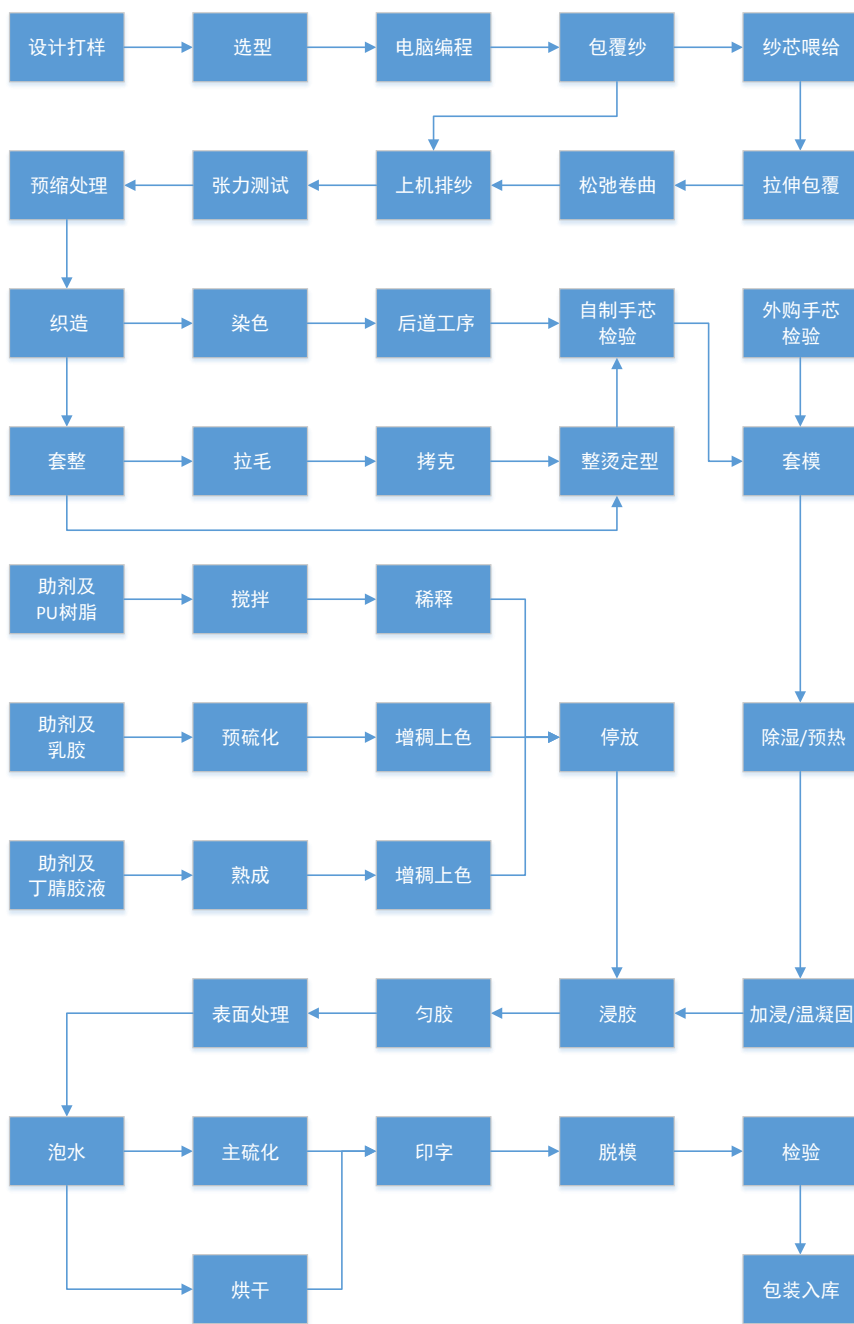 设计打样
选型
电脑编程
包覆纱
纱芯喂给
预缩处理
张力测试
上机排纱
松弛卷曲
拉伸包覆
织造
染色
后道工序
自制手芯
检验
外购手芯
检验
套整
拉毛
拷克
整烫定型
套模
助剂及
PU树脂
搅拌
稀释
助剂及
乳胶
预硫化
增稠上色
停放
除湿/预热
助剂及
丁腈胶液
熟成
增稠上色
表面处理
匀胶
浸胶
加浸/温凝固
泡水
主硫化
印字
脱模
检验
烘干
包装入库